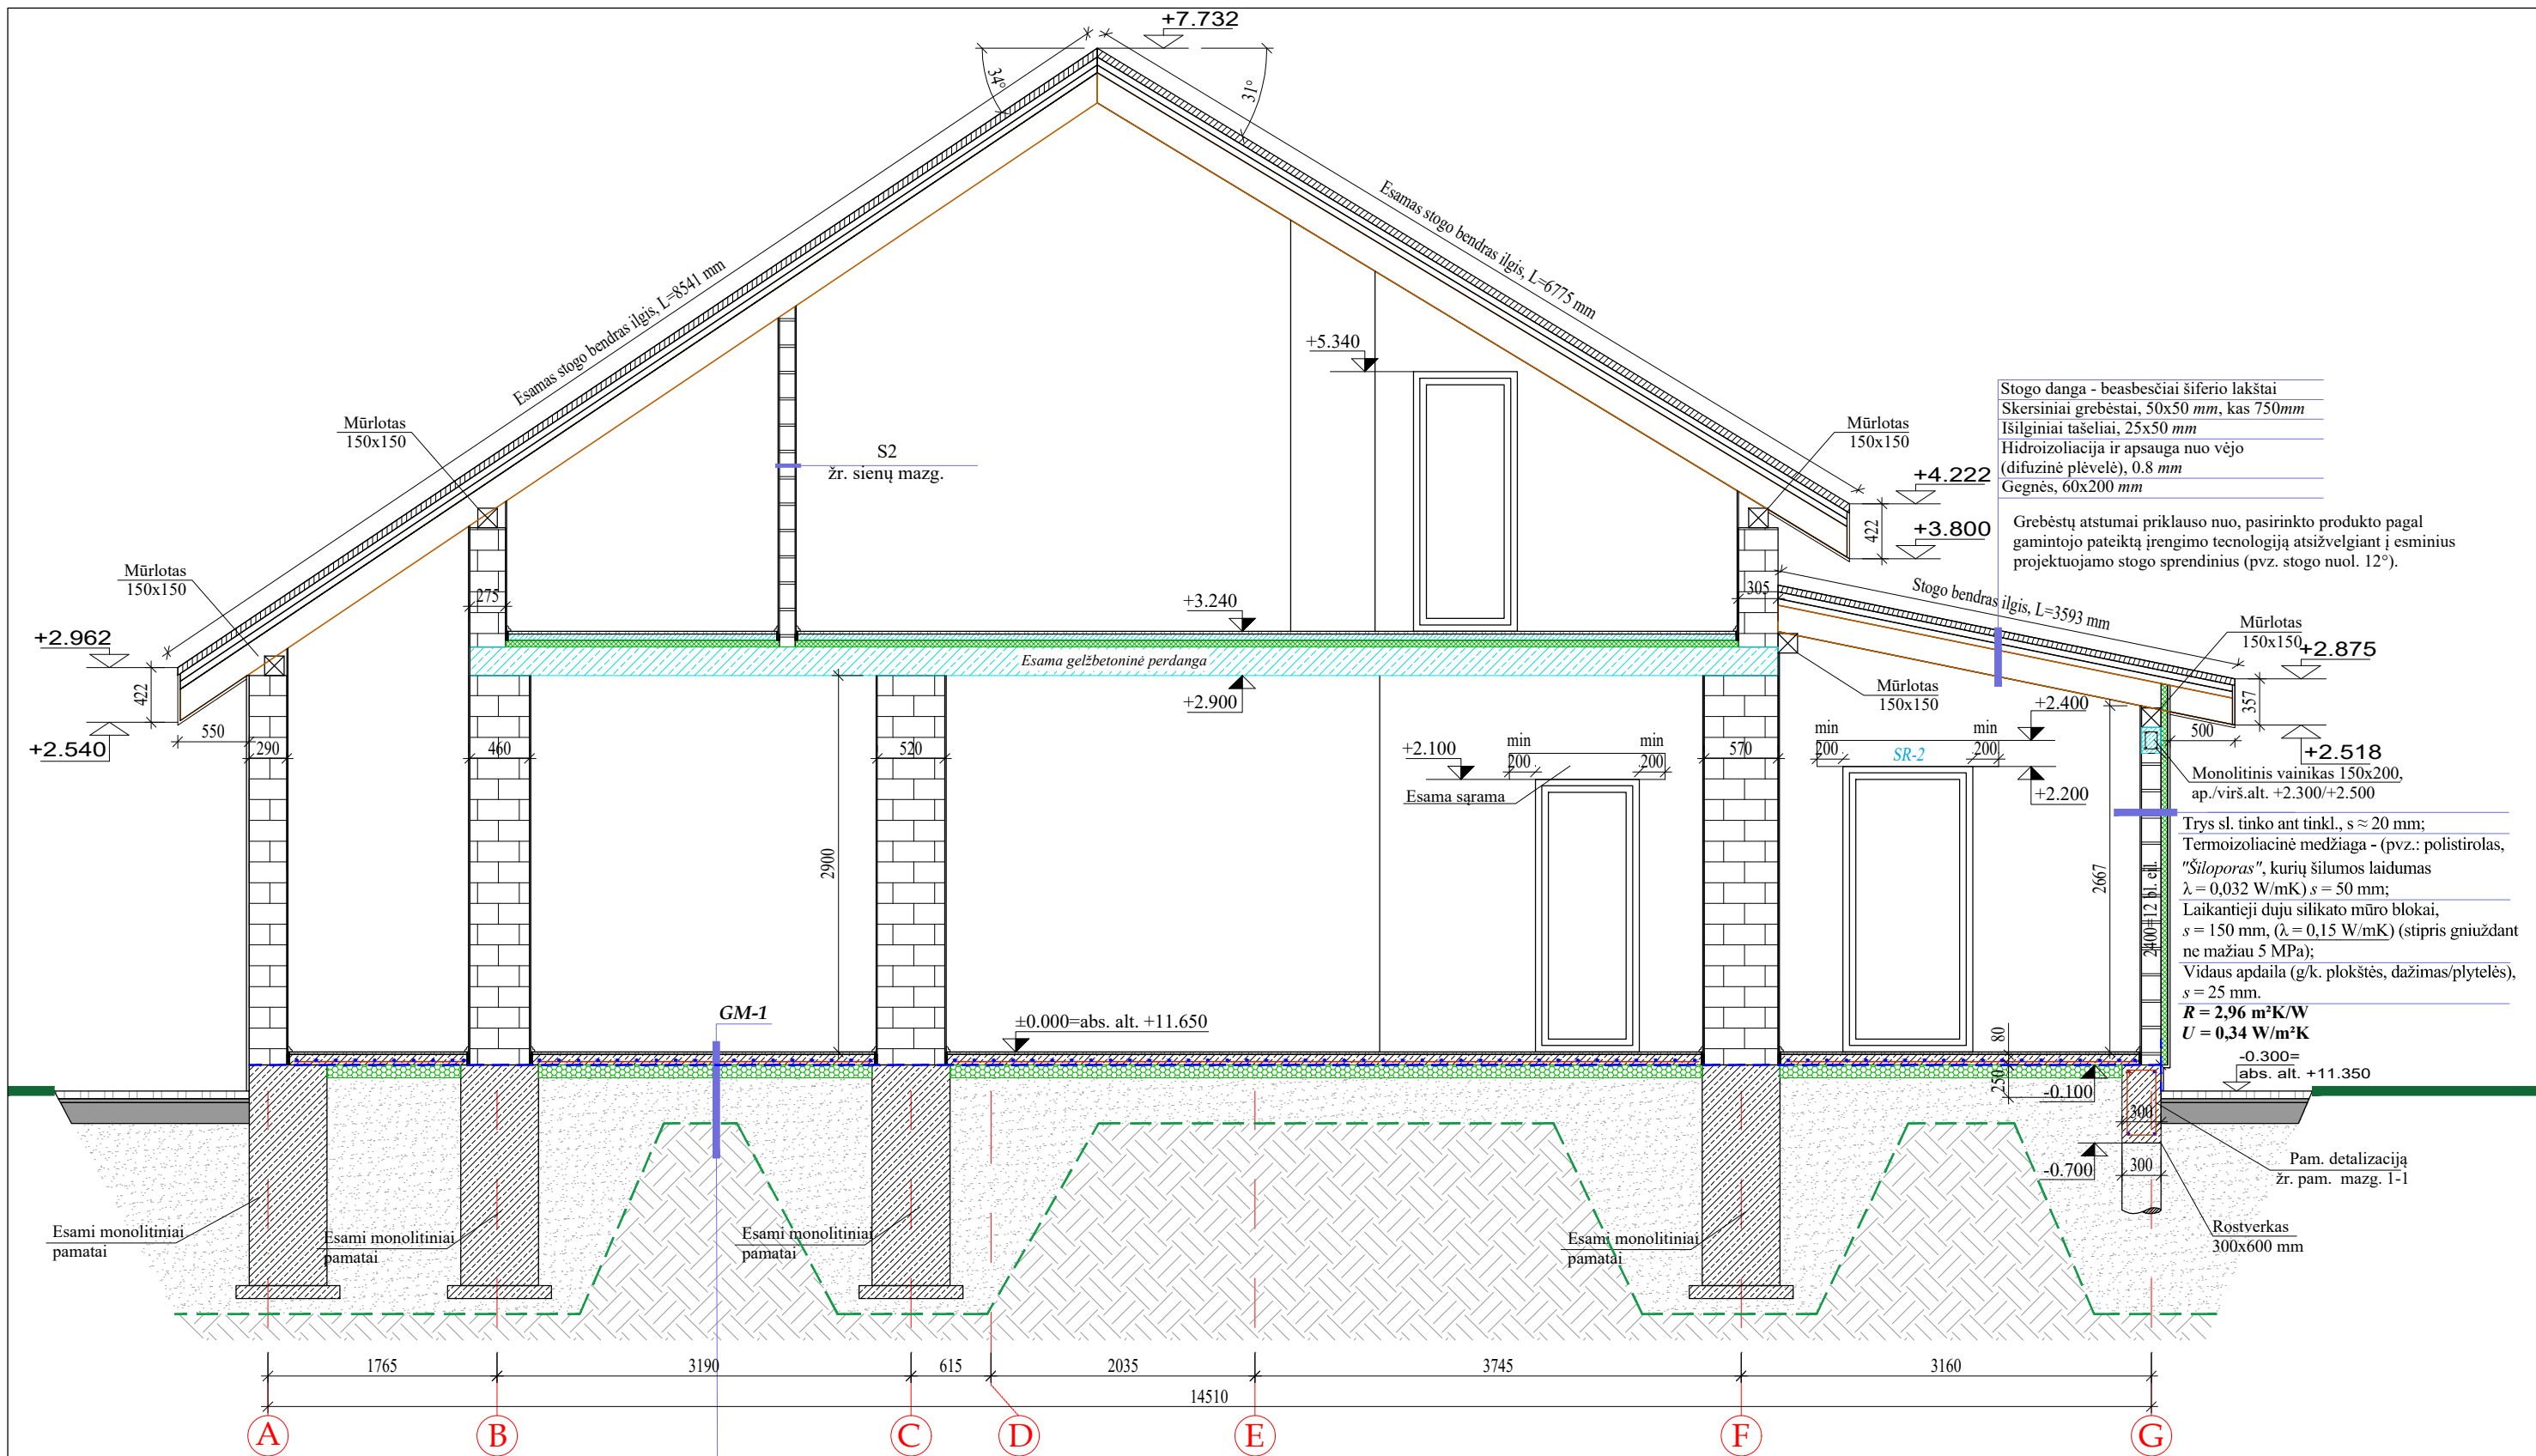 +7.732
34°
31°
Esamas stogo bendras ilgis, L=8541 mm
Esamas stogo bendras ilgis, L=6775 mm
+5.340
Mūrlotas
150x150
S2
žr. sienų mazg.
Mūrlotas
150x150
+4.222
422
+3.800
Stogo danga - beasbesčiai šiferio lakštai
Skersiniai grebėstai, 50x50 mm, kas 750mm
Išilginiai tašeliai, 25x50 mm
Hidroizoliacija ir apsauga nuo vėjo
(difuzinė plėvelė), 0.8 mm
Gegnės, 60x200 mm
Grebėstų atstumai priklauso nuo, pasirinkto produkto pagal
gamintojo pateiktą įrengimo tecnologiją atsižvelgiant į esminius
projektuojamo stogo sprendinius (pvz. stogo nuol. 12°).
Mūrlotas
150x150
275
+3.240
305
Stogo bendras ilgis, L=3593 mm
Mūrlotas
150x150
+2.962
422
+2.540
550
290
Esama gelžbetoninė perdanga
+2.900
Mūrlotas
150x150
+2.875
357
500
+2.518
460
520
570
+2.100
min
200
min
200
Esama sąrama
min
200
SR-2
min
200
+2.400
+2.200
Monolitinis vainikas 150x200,
ap./virš.alt. +2.300/+2.500
2900
2667
2400=12 bl. eil.
Trys sl. tinko ant tinkl., s ≈ 20 mm;
Termoizoliacinė medžiaga - (pvz.: polistirolas,
"Šiloporas", kurių šilumos laidumas
λ = 0,032 W/mK) s = 50 mm;
Laikantieji duju silikato mūro blokai,
s = 150 mm, (λ = 0,15 W/mK) (stipris gniuždant
ne mažiau 5 MPa);
Vidaus apdaila (g/k. plokštės, dažimas/plytelės),
s = 25 mm.
R = 2,96 m²K/W
U = 0,34 W/m²K
GM-1
±0.000=abs. alt. +11.650
80
250
-0.100
-0.300=
abs. alt. +11.350
300
-0.700
300
Pam. detalizaciją
žr. pam. mazg. 1-1
Rostverkas
300x600 mm
Esami monolitiniai
pamatai
Esami monolitiniai
pamatai
Esami monolitiniai
pamatai
Esami monolitiniai
pamatai
1765
3190
615
2035
3745
3160
14510
A
B
C
D
E
F
G